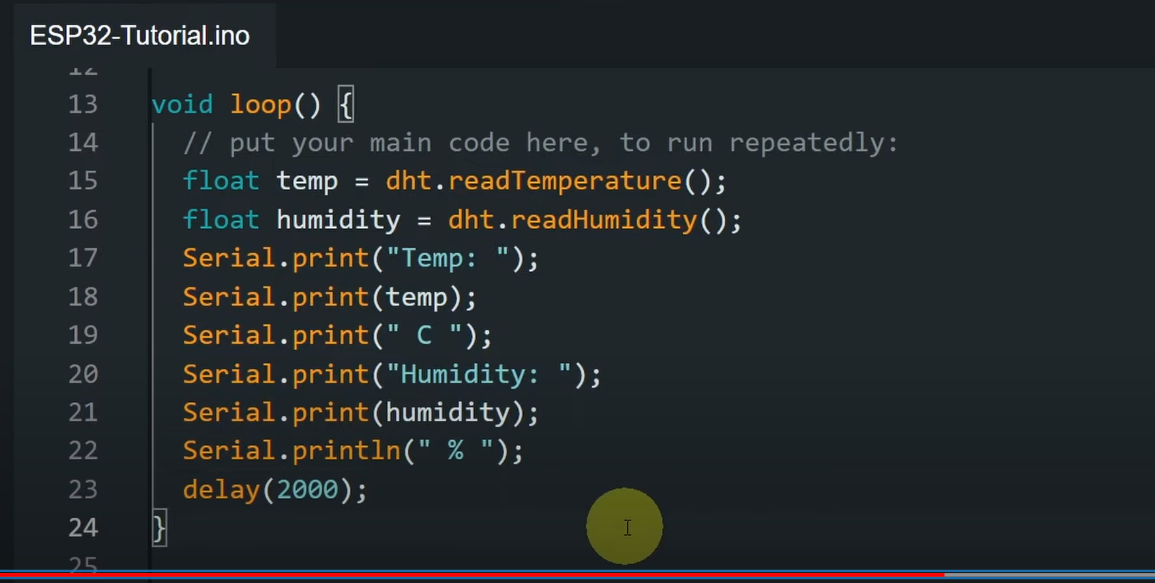 ESP32-Tutorial.ino
12
13 void loop() {
14 // put your main code here, to run repeatedly:
15 float temp = dht.readTemperature();
16 float humidity = dht.readHumidity();
17 Serial.print("Temp: ");
18 Serial.print(temp);
19 Serial.print(" C ");
20 Serial.print("Humidity: ");
21 Serial.print(humidity);
22 Serial.println(" % ");
23 delay(2000);
24 }
25